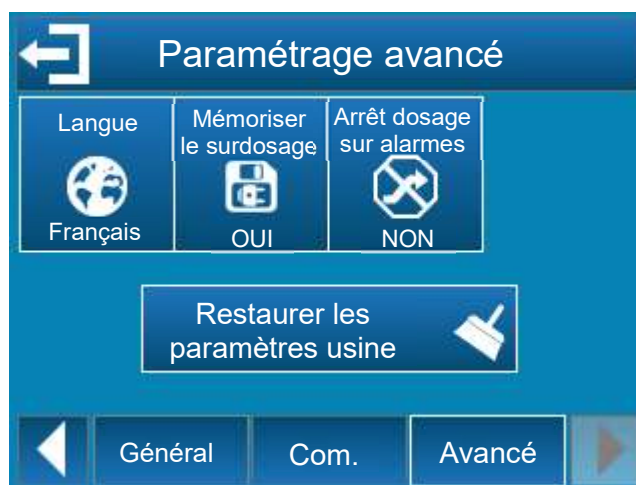 Paramétrage avancé
Langue
Français
Mémoriser
le surdosage
OUI
Arrêt dosage
sur alarmes
NON
Restaurer les
paramètres usine
Général
Com.
Avancé